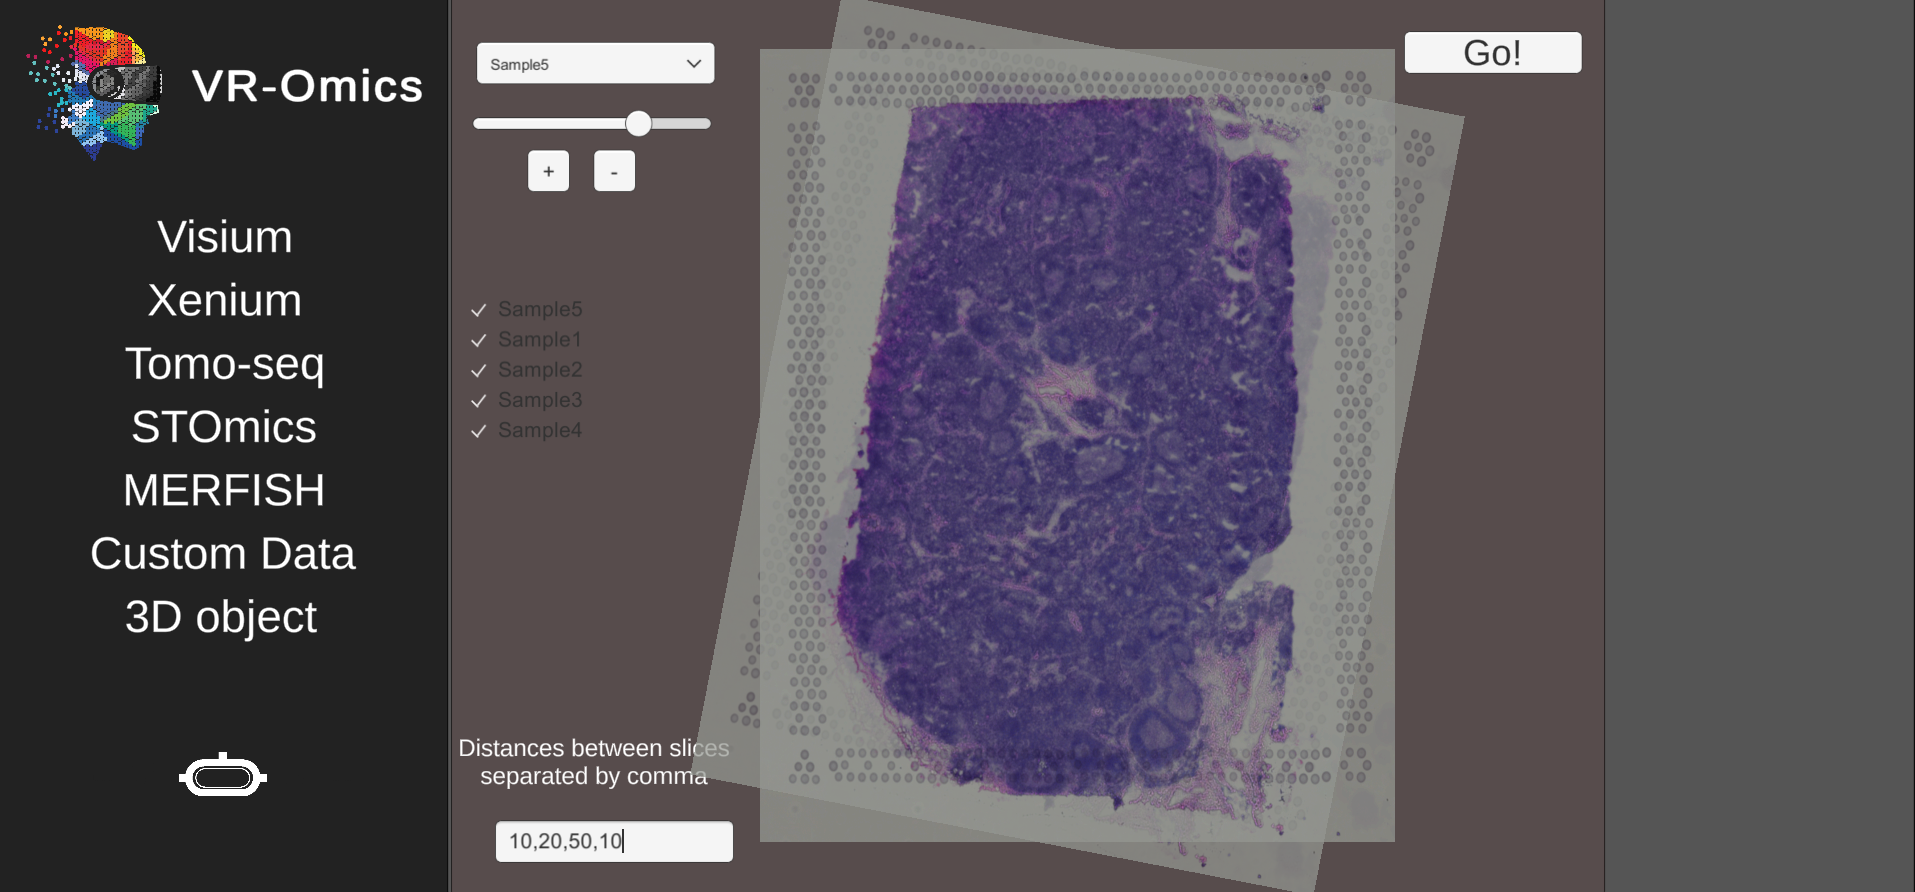 VR-Omics
Visium
Xenium
Tomo-seq
STOmics
MERFISH
Custom Data
3D object
Sample5
+ -
Sample5
Sample1
Sample2
Sample3
Sample4
Distances between slices
separated by comma
10,20,50,10
Go!